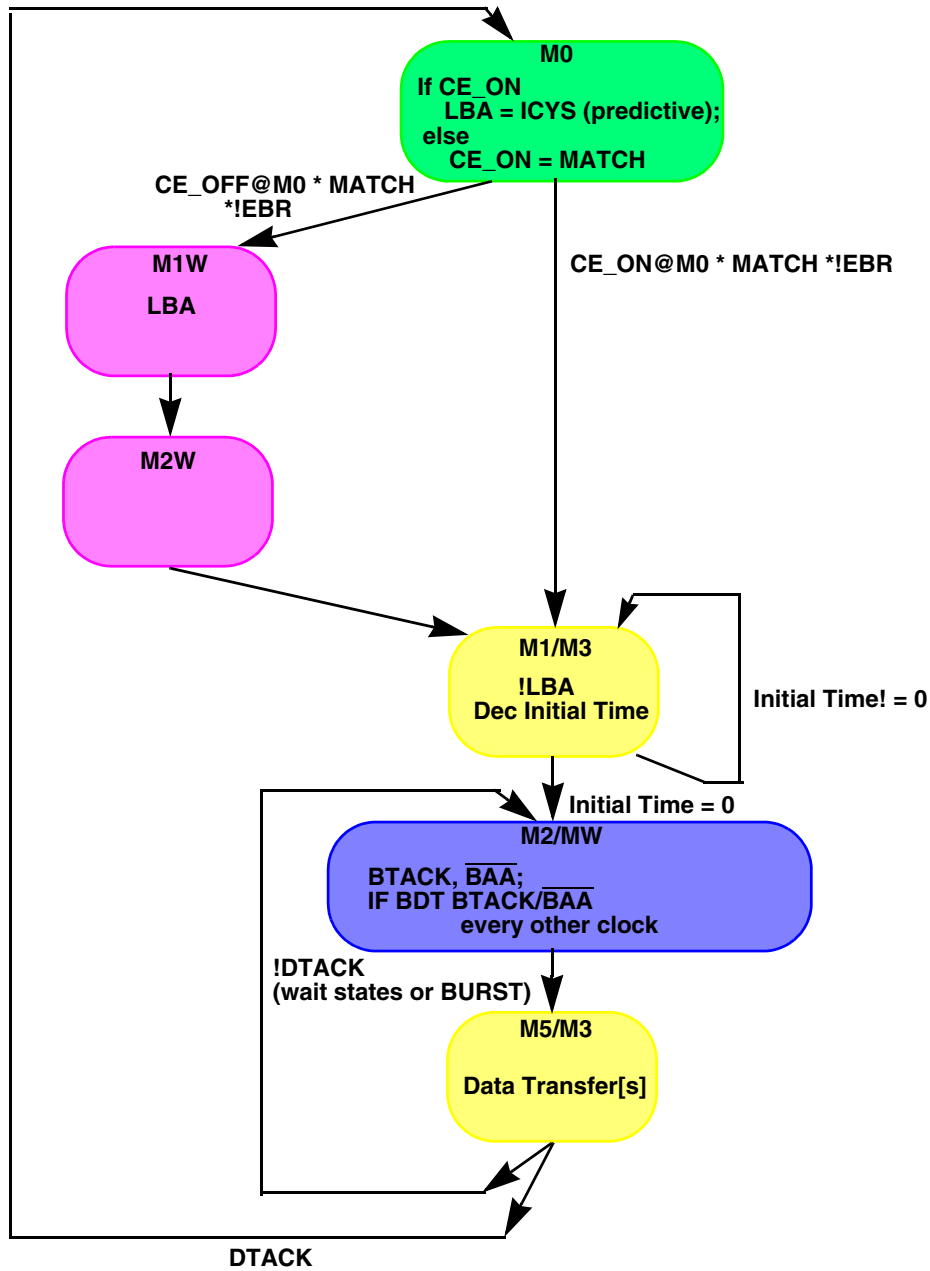 M0
If CE_ON
LBA = ICYS (predictive);
else
CE_ON = MATCH
CE_OFF@M0 * MATCH
*!EBR
CE_ON@M0 * MATCH *!EBR
M1W
LBA
M2W
M1/M3
!LBA
Dec Initial Time
Initial Time! = 0
Initial Time = 0
M2/MW
BTACK, B̅A̅A̅;
IF BDT BTACK/B̅A̅A̅
every other clock
!DTACK
(wait states or BURST)
M5/M3
Data Transfer[s]
DTACK